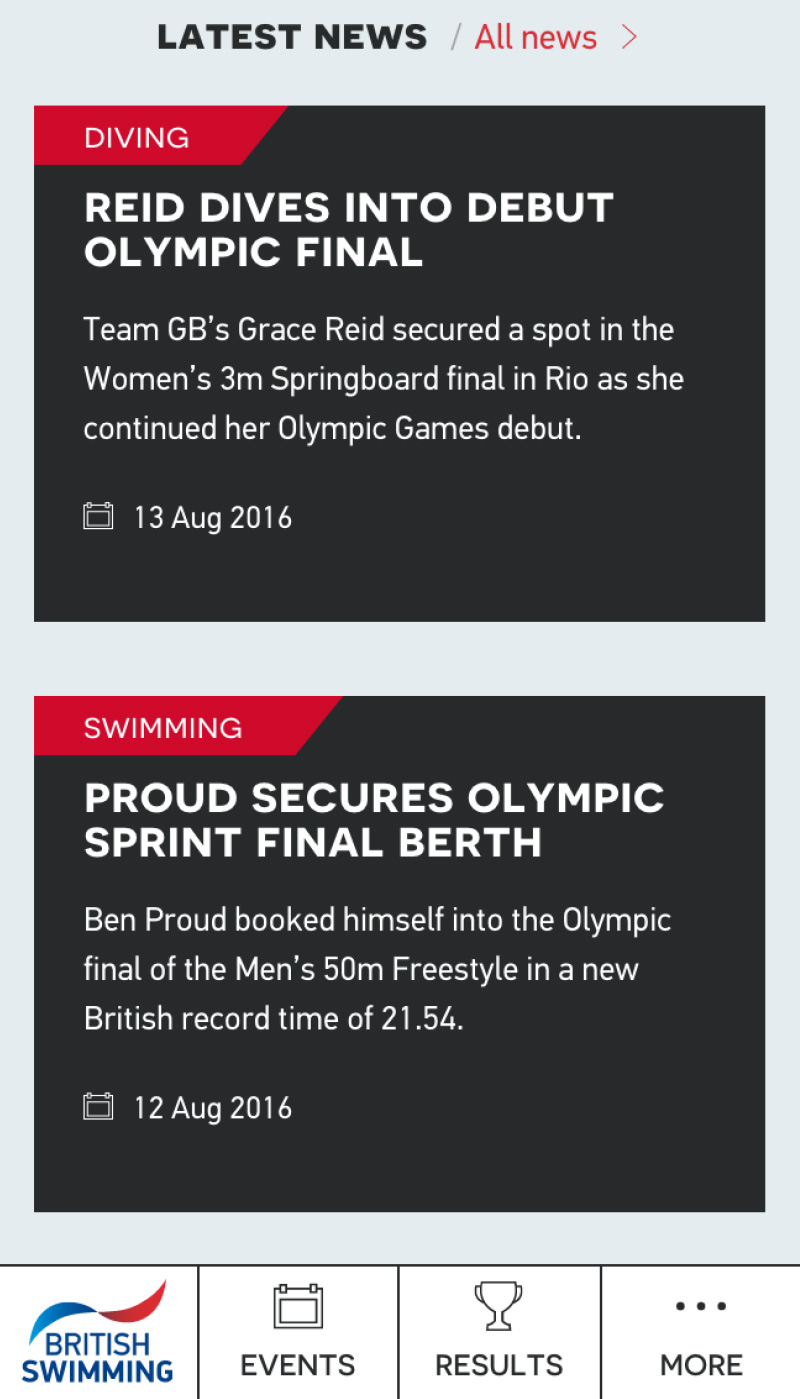 LATEST NEWS / All news >
DIVING
REID DIVES INTO DEBUT
OLYMPIC FINAL
Team GB’s Grace Reid secured a spot in the
Women’s 3m Springboard final in Rio as she
continued her Olympic Games debut.
13 Aug 2016
SWIMMING
PROUD SECURES OLYMPIC
SPRINT FINAL BERTH
Ben Proud booked himself into the Olympic
final of the Men’s 50m Freestyle in a new
British record time of 21.54.
12 Aug 2016
BRITISH
SWIMMING
EVENTS
RESULTS
MORE